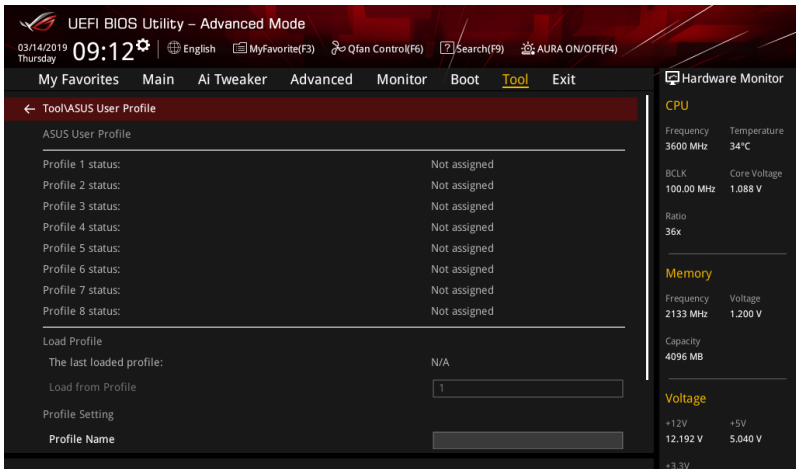 UEFI BIOS Utility – Advanced Mode
03/14/2019 Thursday 09:12 English MyFavorite(F3) Qfan Control(F6) ? Search(F9) AURA ON/OFF(F4)
My Favorites Main Ai Tweaker Advanced Monitor Boot Tool Exit
Hardware Monitor
← Tool\ASUS User Profile
ASUS User Profile
Profile 1 status: Not assigned
Profile 2 status: Not assigned
Profile 3 status: Not assigned
Profile 4 status: Not assigned
Profile 5 status: Not assigned
Profile 6 status: Not assigned
Profile 7 status: Not assigned
Profile 8 status: Not assigned
Load Profile
The last loaded profile: N/A
Load from Profile 1
Profile Setting
Profile Name
CPU
Frequency Temperature
3600 MHz 34°C
BCLK Core Voltage
100.00 MHz 1.088 V
Ratio
36x
Memory
Frequency Voltage
2133 MHz 1.200 V
Capacity
4096 MB
Voltage
+12V +5V
12.192 V 5.040 V
+3.3V